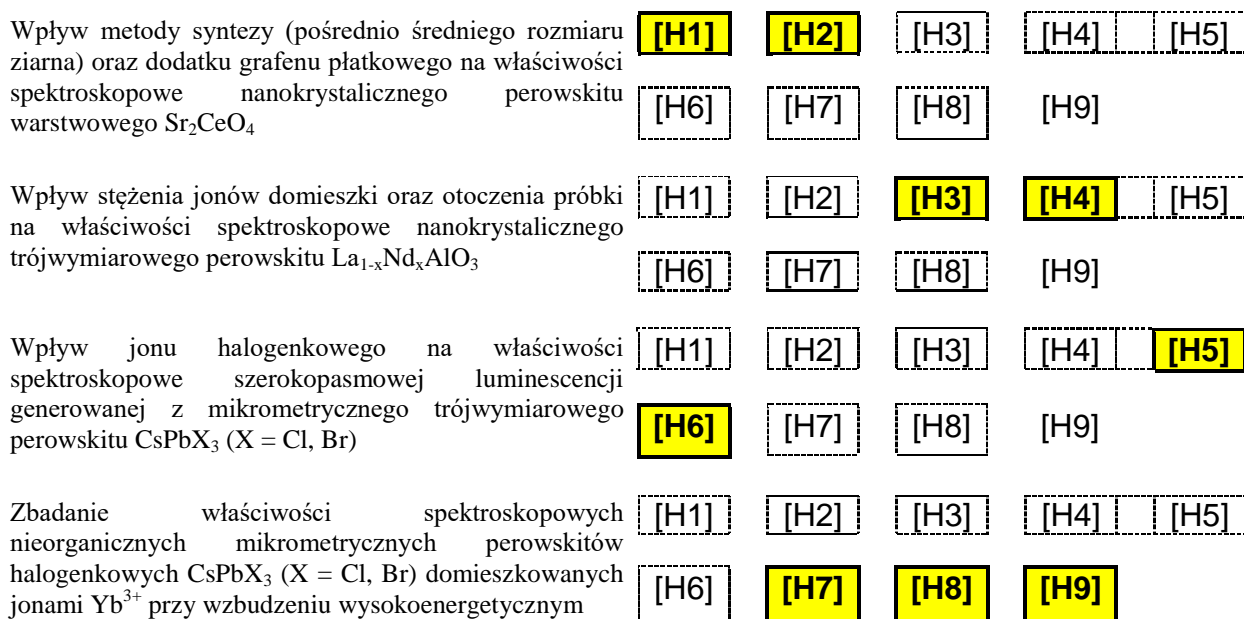 Wpływ metody syntezy (pośrednio średniego rozmiaru
ziarna) oraz dodatku grafenu płatkowego na właściwości
spektroskopowe nanokrystalicznego perowskitu
warstwowego Sr₂CeO₄
[H1] [H2] [H3] [H4] [H5]
[H6] [H7] [H8] [H9]
Wpływ stężenia jonów domieszki oraz otoczenia próbki
na właściwości spektroskopowe nanokrystalicznego
trójwymiarowego perowskitu La₁₋ₓNdₓAlO₃
[H1] [H2] [H3] [H4] [H5]
[H6] [H7] [H8] [H9]
Wpływ jonu halogenkowego na właściwości
spektroskopowe szerokopasmowej luminescencji
generowanej z mikrometrycznego trójwymiarowego
perowskitu CsPbX₃ (X = Cl, Br)
[H1] [H2] [H3] [H4] [H5]
[H6] [H7] [H8] [H9]
Zbadanie właściwości spektroskopowych
nieorganicznych mikrometrycznych perowskitów
halogenkowych CsPbX₃ (X = Cl, Br) domieszkowanych
jonami Yb³⁺ przy wzbudzeniu wysokoenergetycznym
[H1] [H2] [H3] [H4] [H5]
[H6] [H7] [H8] [H9]